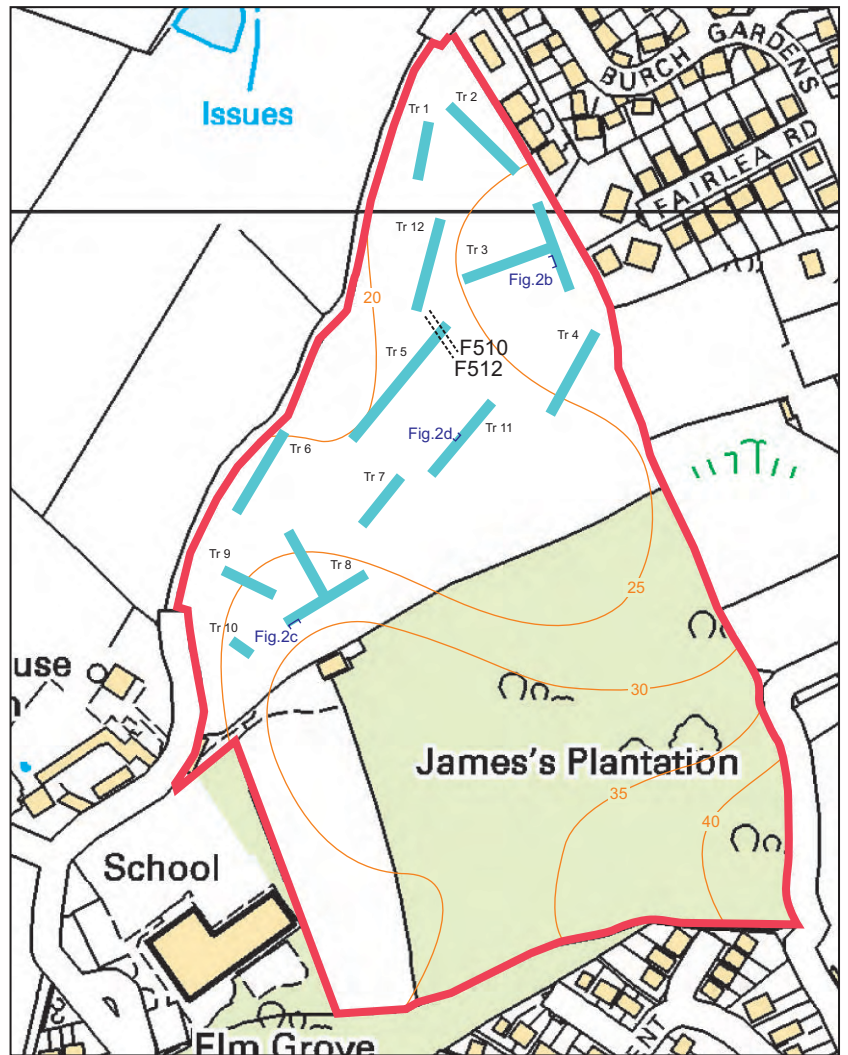 BURCH GARDENS
Issues
Tr 1
Tr 2
FAIRLEA RD
Tr 12
Tr 3
Fig.2b
20
Tr 4
F510
Tr 5
F512
Fig.2d
Tr 11
Tr 6
Tr 7
Tr 9
Tr 8
25
Tr 10
Fig.2c
use
30
James's Plantation
35
40
School
Elm Grove